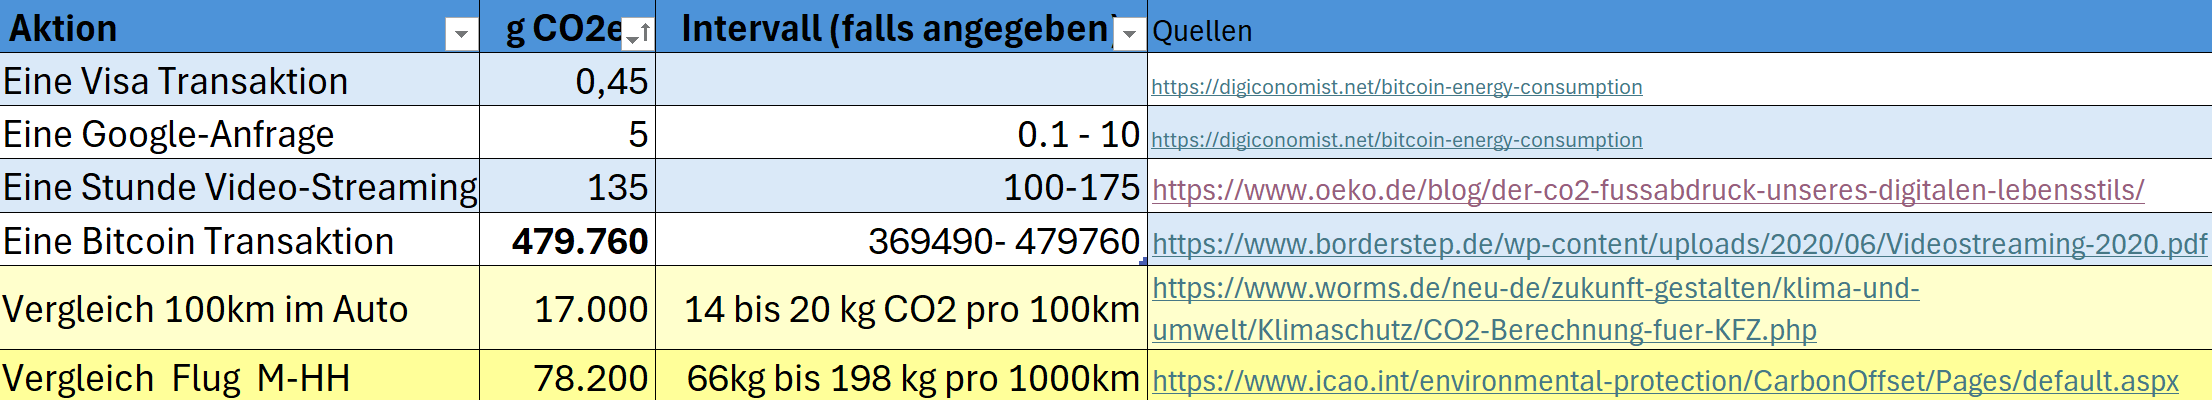 Aktion g CO2e Intervall (falls angegeben) Quellen
Eine Visa Transaktion 0,45 https://digiconomist.net/bitcoin-energy-consumption
Eine Google-Anfrage 5 0.1 - 10 https://digiconomist.net/bitcoin-energy-consumption
Eine Stunde Video-Streaming 135 100-175 https://www.oeko.de/blog/der-co2-fussabdruck-unseres-digitalen-lebensstils/
Eine Bitcoin Transaktion 479.760 369490- 479760 https://www.borderstep.de/wp-content/uploads/2020/06/Videostreaming-2020.pdf
Vergleich 100km im Auto 17.000 14 bis 20 kg CO2 pro 100km https://www.worms.de/neu-de/zukunft-gestalten/klima-und-
umwelt/Klimaschutz/CO2-Berechnung-fuer-KFZ.php
Vergleich Flug M-HH 78.200 66kg bis 198 kg pro 1000km https://www.icao.int/environmental-protection/CarbonOffset/Pages/default.aspx